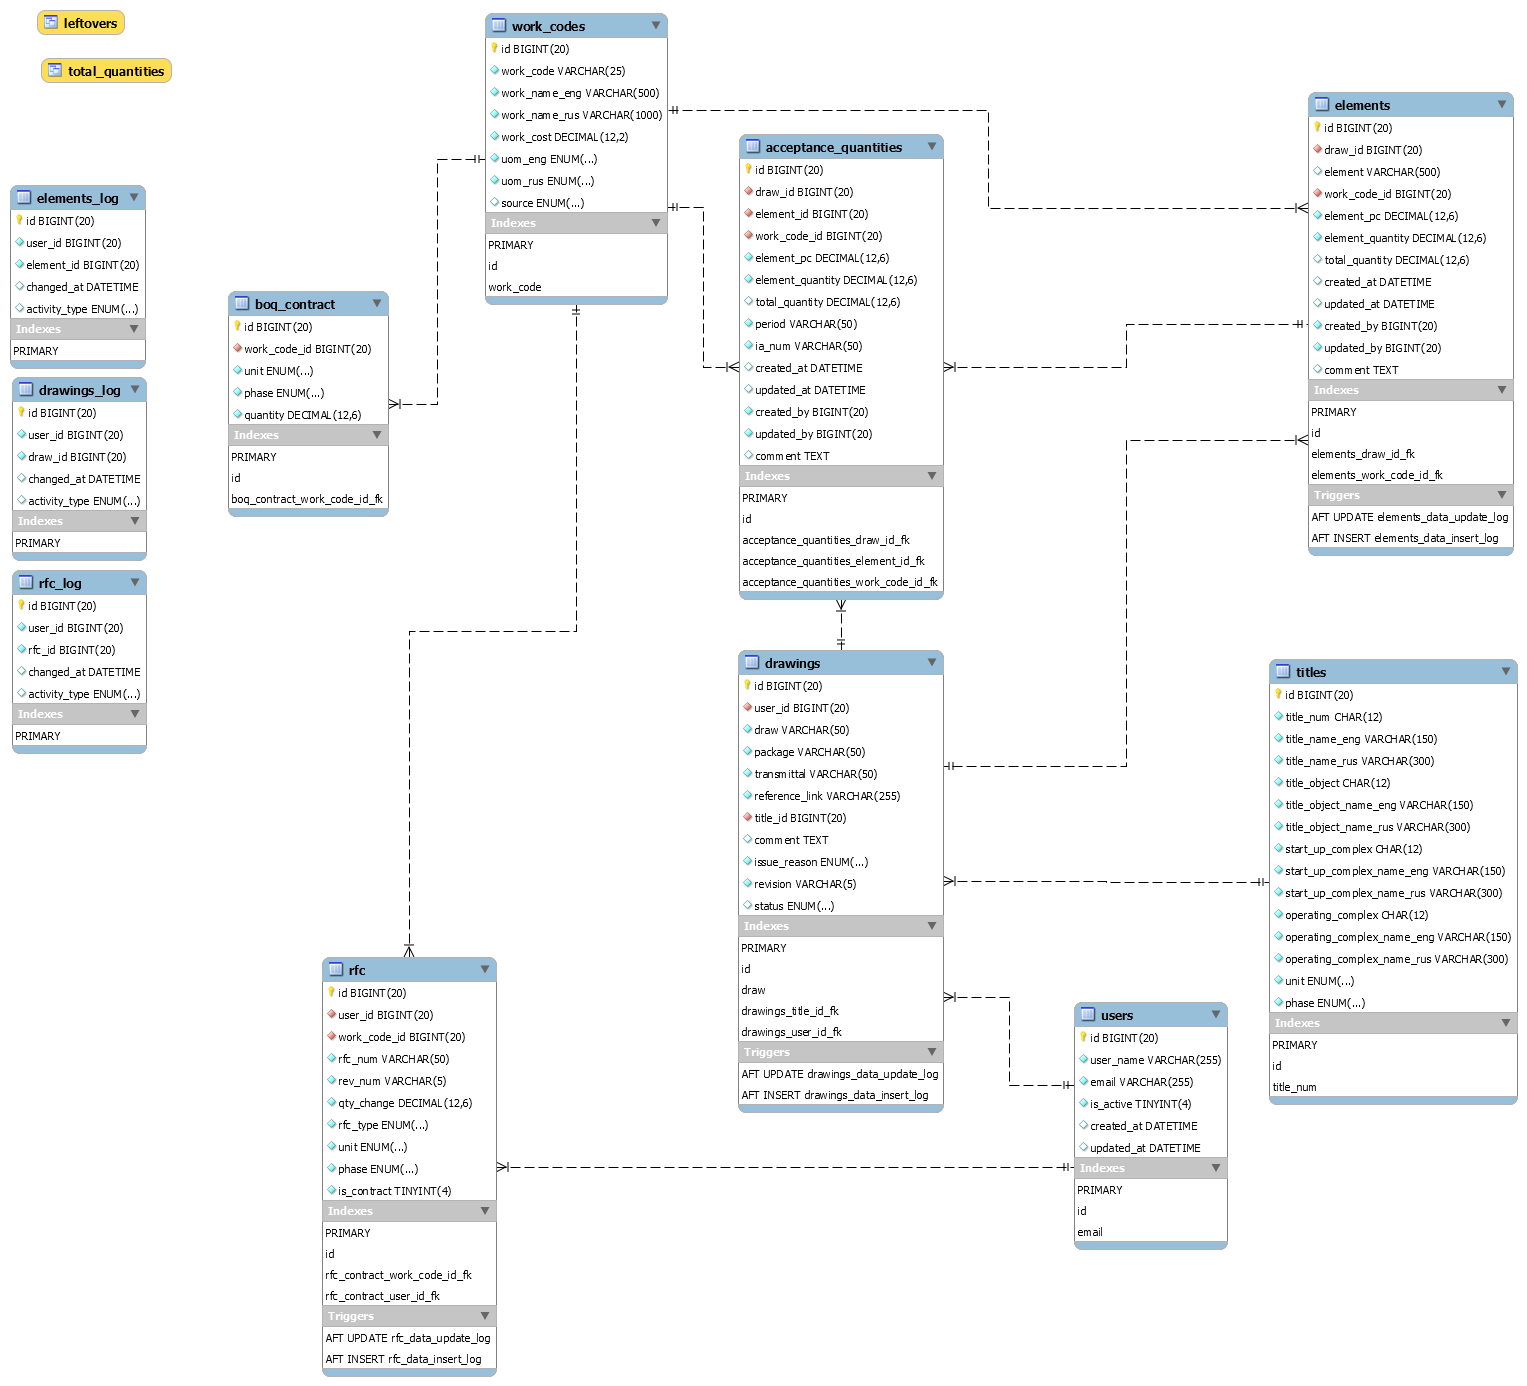 leftovers
total_quantities
elements_log
id BIGINT(20)
user_id BIGINT(20)
element_id BIGINT(20)
changed_at DATETIME
activity_type ENUM(...)
Indexes
PRIMARY
drawings_log
id BIGINT(20)
user_id BIGINT(20)
draw_id BIGINT(20)
changed_at DATETIME
activity_type ENUM(...)
Indexes
PRIMARY
rfc_log
id BIGINT(20)
user_id BIGINT(20)
rfc_id BIGINT(20)
changed_at DATETIME
activity_type ENUM(...)
Indexes
PRIMARY
boq_contract
id BIGINT(20)
work_code_id BIGINT(20)
unit ENUM(...)
phase ENUM(...)
quantity DECIMAL(12,6)
Indexes
PRIMARY
id
boq_contract_work_code_id_fk
work_codes
id BIGINT(20)
work_code VARCHAR(25)
work_name_eng VARCHAR(500)
work_name_rus VARCHAR(1000)
work_cost DECIMAL(12,2)
uom_eng ENUM(...)
uom_rus ENUM(...)
source ENUM(...)
Indexes
PRIMARY
id
work_code
acceptance_quantities
id BIGINT(20)
draw_id BIGINT(20)
element_id BIGINT(20)
work_code_id BIGINT(20)
element_pc DECIMAL(12,6)
element_quantity DECIMAL(12,6)
total_quantity DECIMAL(12,6)
period VARCHAR(50)
ia_num VARCHAR(50)
created_at DATETIME
updated_at DATETIME
created_by BIGINT(20)
updated_by BIGINT(20)
comment TEXT
Indexes
PRIMARY
id
acceptance_quantities_draw_id_fk
acceptance_quantities_element_id_fk
acceptance_quantities_work_code_id_fk
elements
id BIGINT(20)
draw_id BIGINT(20)
element VARCHAR(500)
work_code_id BIGINT(20)
element_pc DECIMAL(12,6)
element_quantity DECIMAL(12,6)
total_quantity DECIMAL(12,6)
created_at DATETIME
updated_at DATETIME
created_by BIGINT(20)
updated_by BIGINT(20)
comment TEXT
Indexes
PRIMARY
id
elements_draw_id_fk
elements_work_code_id_fk
Triggers
AFT UPDATE elements_data_update_log
AFT INSERT elements_data_insert_log
drawings
id BIGINT(20)
user_id BIGINT(20)
draw VARCHAR(50)
package VARCHAR(50)
transmittal VARCHAR(50)
reference_link VARCHAR(255)
title_id BIGINT(20)
comment TEXT
issue_reason ENUM(...)
revision VARCHAR(5)
status ENUM(...)
Indexes
PRIMARY
id
draw
drawings_title_id_fk
drawings_user_id_fk
Triggers
AFT UPDATE drawings_data_update_log
AFT INSERT drawings_data_insert_log
titles
id BIGINT(20)
title_num CHAR(12)
title_name_eng VARCHAR(150)
title_name_rus VARCHAR(300)
title_object CHAR(12)
title_object_name_eng VARCHAR(150)
title_object_name_rus VARCHAR(300)
start_up_complex CHAR(12)
start_up_complex_name_eng VARCHAR(150)
start_up_complex_name_rus VARCHAR(300)
operating_complex CHAR(12)
operating_complex_name_eng VARCHAR(150)
operating_complex_name_rus VARCHAR(300)
unit ENUM(...)
phase ENUM(...)
Indexes
PRIMARY
id
title_num
rfc
id BIGINT(20)
user_id BIGINT(20)
work_code_id BIGINT(20)
rfc_num VARCHAR(50)
rev_num VARCHAR(5)
qty_change DECIMAL(12,6)
rfc_type ENUM(...)
unit ENUM(...)
phase ENUM(...)
is_contract TINYINT(4)
Indexes
PRIMARY
id
rfc_contract_work_code_id_fk
rfc_contract_user_id_fk
Triggers
AFT UPDATE rfc_data_update_log
AFT INSERT rfc_data_insert_log
users
id BIGINT(20)
user_name VARCHAR(255)
email VARCHAR(255)
is_active TINYINT(4)
created_at DATETIME
updated_at DATETIME
Indexes
PRIMARY
id
email